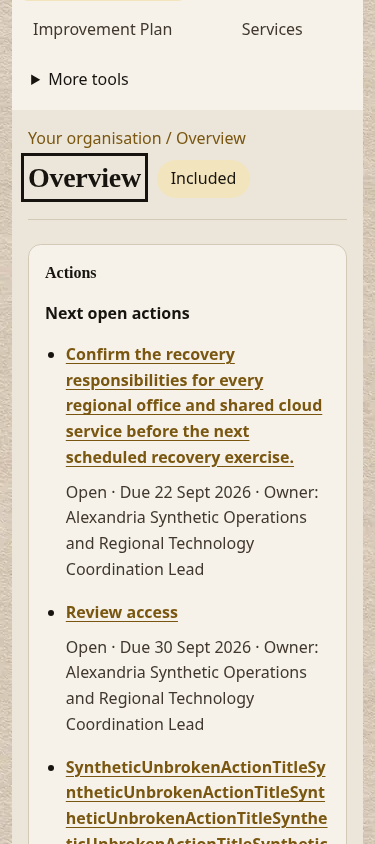 Improvement Plan
Services
▶ More tools
Your organisation / Overview
Overview
Included
Actions
Next open actions
• Confirm the recovery
responsibilities for every
regional office and shared cloud
service before the next
scheduled recovery exercise.
Open · Due 22 Sept 2026 · Owner:
Alexandria Synthetic Operations
and Regional Technology
Coordination Lead
• Review access
Open · Due 30 Sept 2026 · Owner:
Alexandria Synthetic Operations
and Regional Technology
Coordination Lead
• SyntheticUnbrokenActionTitleSy
ntheticUnbrokenActionTitleSynt
heticUnbrokenActionTitleSynthe
ticUnbrokenActionTitleSynthetic